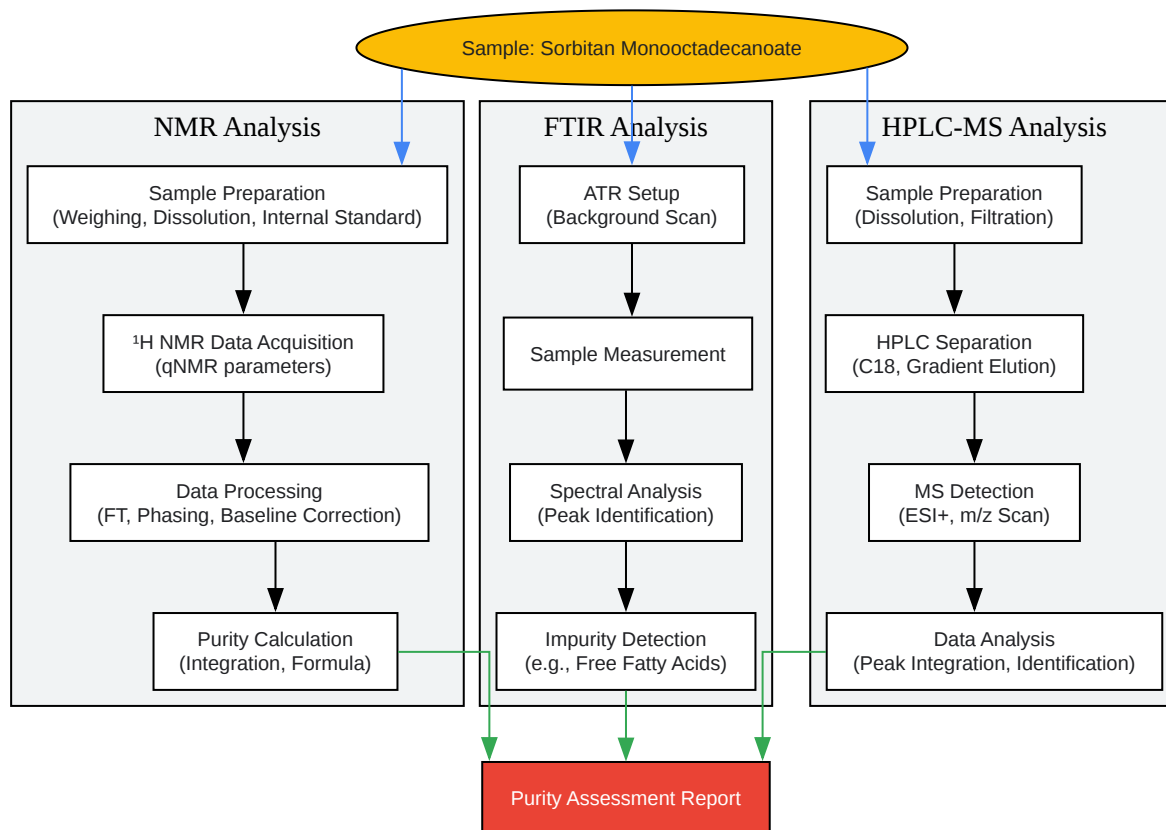 Sample: Sorbitan Monooctadecanoate
NMR Analysis
Sample Preparation
(Weighing, Dissolution, Internal Standard)
¹H NMR Data Acquisition
(qNMR parameters)
Data Processing
(FT, Phasing, Baseline Correction)
Purity Calculation
(Integration, Formula)
FTIR Analysis
ATR Setup
(Background Scan)
Sample Measurement
Spectral Analysis
(Peak Identification)
Impurity Detection
(e.g., Free Fatty Acids)
HPLC-MS Analysis
Sample Preparation
(Dissolution, Filtration)
HPLC Separation
(C18, Gradient Elution)
MS Detection
(ESI+, m/z Scan)
Data Analysis
(Peak Integration, Identification)
Purity Assessment Report